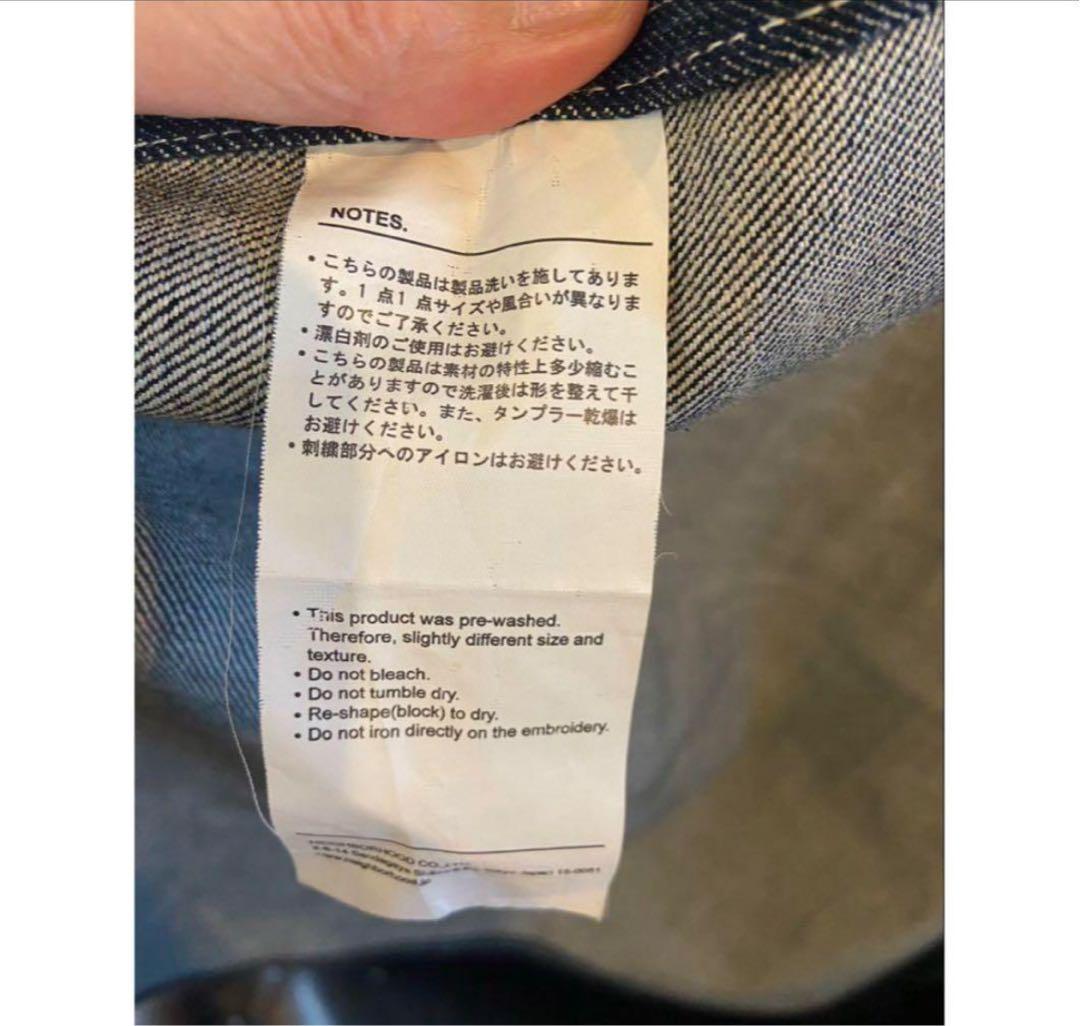 NOTES.
• こちらの製品は製品洗いを施してありま
す。1 点1 点サイズや風合いが異なりま
すのでご了承ください。
• 漂白剤のご使用はお避けください。
• こちらの製品は素材の特性上多少縮むこ
とがありますので洗濯後は形を整えて干
してください。また、タンブラー乾燥は
お避けください。
• 刺繍部分へのアイロンはお避けください。
• This product was pre-washed.
Therefore, slightly different size and
texture.
• Do not bleach.
• Do not tumble dry.
• Re-shape(block) to dry.
• Do not iron directly on the embroidery.
NEIGHBORHOOD CO.,
www.neighborhood.jp